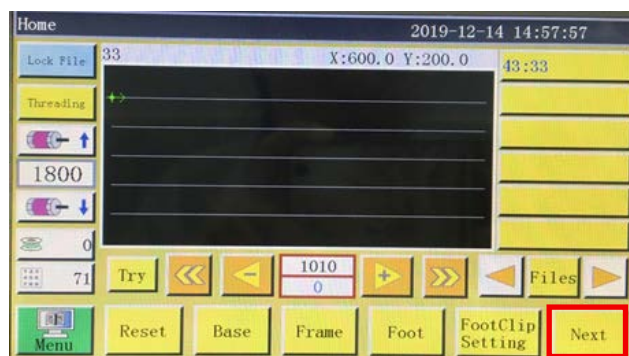 Home 2019-12-14 14:57:57
Lock File
33 X:600.0 Y:200.0
43:33
Threading
1800
0
71
Try
1010
0
Files
Menu
Reset
Base
Frame
Foot
FootClip
Setting
Next